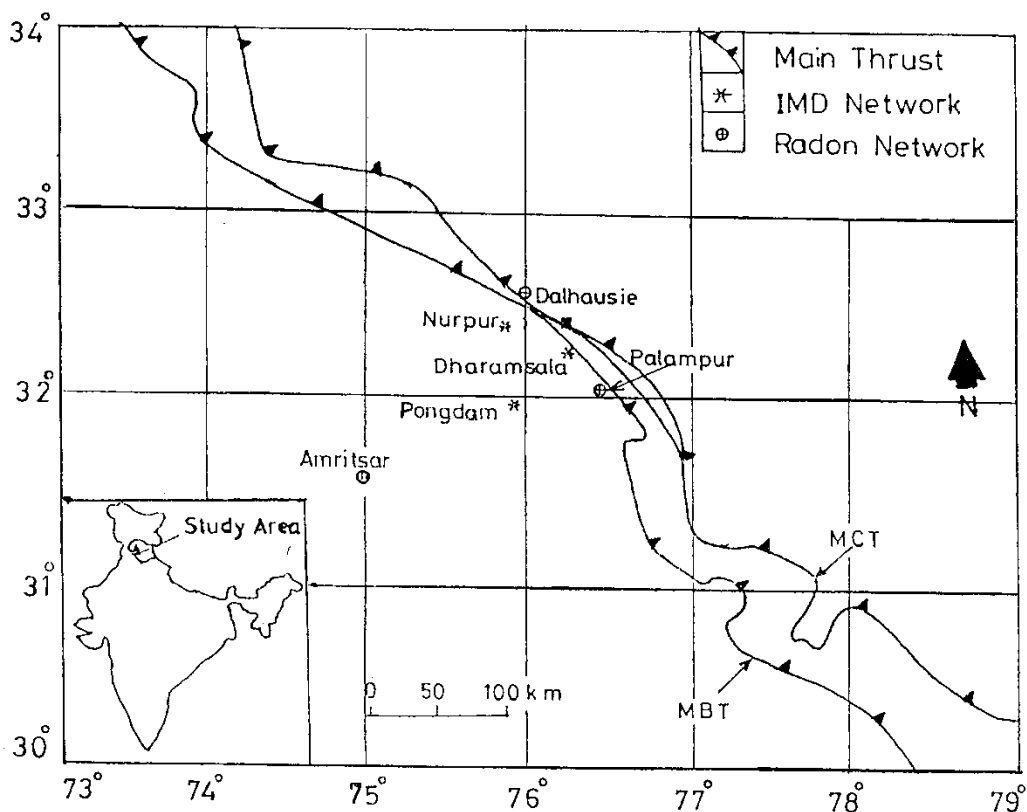 34°
Main Thrust
IMD Network
Radon Network
33°
Dalhausie
Nurpur
Dharamsala
Palampur
32°
Pongdam
N
Amritsar
Study Area
MCT
31°
0 50 100 km
MBT
30°
73° 74° 75° 76° 77° 78° 79°